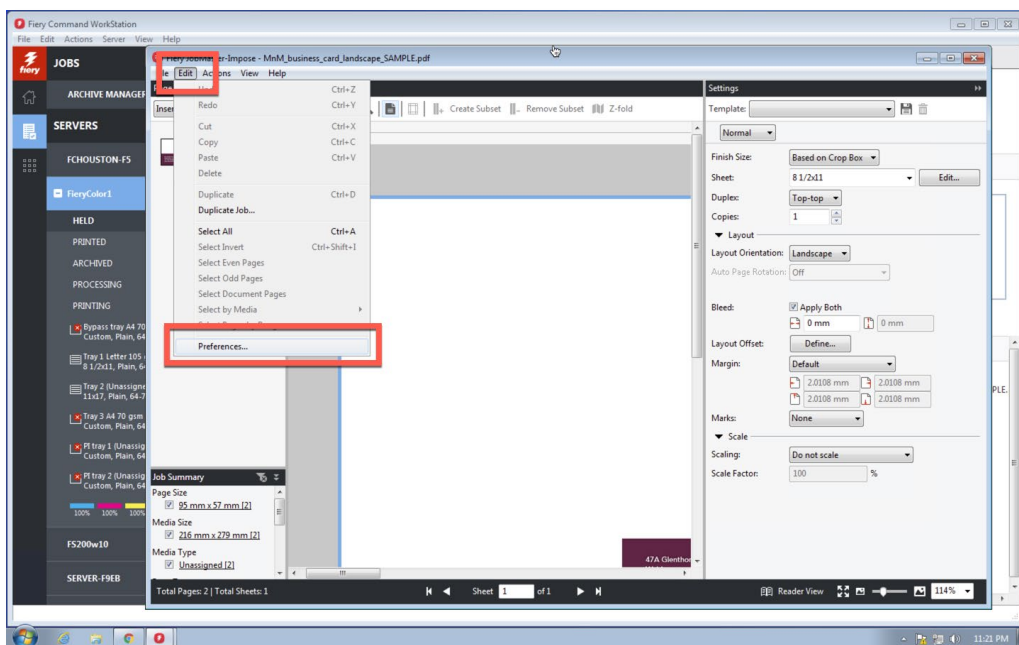 Fiery Command WorkStation
File Edit Actions Server View Help
fiery
JOBS
ARCHIVE MANAGER
SERVERS
FCHOUSTON-F5
FieryColor1
HELD
PRINTED
ARCHIVED
PROCESSING
PRINTING
Bypass tray A4 70
Custom, Plain, 64
Tray 1 Letter 105
8 1/2x11, Plain, 64
Tray 2 (Unassigne
11x17, Plain, 64-7
Tray 3 A4 70 gsm
Custom, Plain, 64
PI tray 1 (Unassig
Custom, Plain, 64
PI tray 2 (Unassig
Custom, Plain, 64
100% 100% 100%
FS200w10
SERVER-F9EB
Fiery JobMaster-Impose - MnM_business_card_landscape_SAMPLE.pdf
Edit Actions View Help
Ctrl+Z
Redo Ctrl+Y
Cut Ctrl+X
Copy Ctrl+C
Paste Ctrl+V
Delete
Duplicate Ctrl+D
Duplicate Job...
Select All Ctrl+A
Select Invert Ctrl+Shift+I
Select Even Pages
Select Odd Pages
Select Document Pages
Select by Media
Preferences...
Create Subset Remove Subset Z-fold
Job Summary
Page Size
95 mm x 57 mm [2]
Media Size
216 mm x 279 mm [2]
Media Type
Unassigned [2]
47A Glentho
Total Pages: 2 | Total Sheets: 1
Sheet 1 of 1
Reader View 114%
Settings
Template:
Normal
Finish Size: Based on Crop Box
Sheet: 8 1/2x11 Edit...
Duplex: Top-top
Copies: 1
Layout
Layout Orientation: Landscape
Auto Page Rotation: Off
Bleed: Apply Both
0 mm 0 mm
Layout Offset: Define...
Margin: Default
2.0108 mm 2.0108 mm
2.0108 mm 2.0108 mm
Marks: None
Scale
Scaling: Do not scale
Scale Factor: 100 %
PLE.
11:21 PM